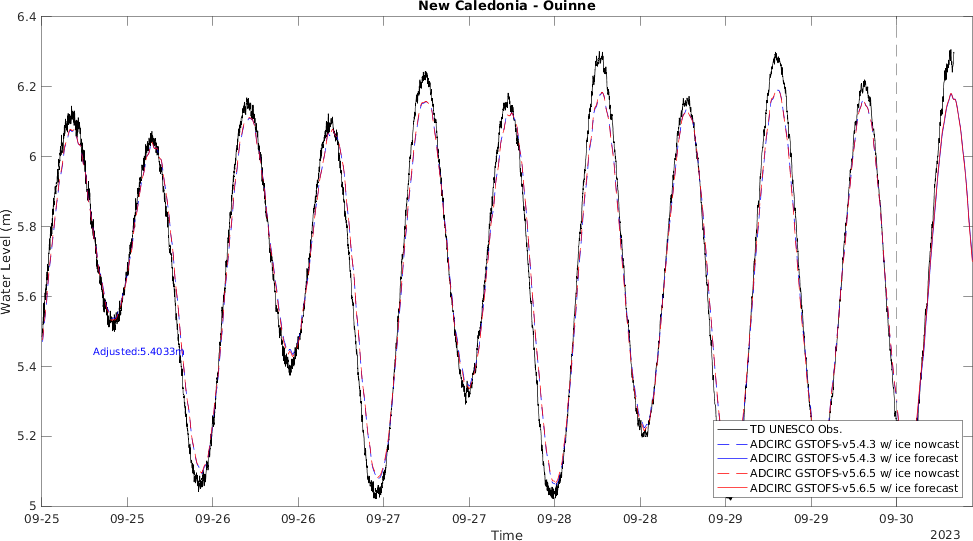 New Caledonia - Ouinne
6.4
6.2
6
5.8
5.6
5.4
5.2
5
Water Level (m)
Adjusted:5.4033m
TD UNESCO Obs.
ADCIRC GSTOFS-v5.4.3 w/ ice nowcast
ADCIRC GSTOFS-v5.4.3 w/ ice forecast
ADCIRC GSTOFS-v5.6.5 w/ ice nowcast
ADCIRC GSTOFS-v5.6.5 w/ ice forecast
09-25 09-25 09-26 09-26 09-27 09-27 09-28 09-28 09-29 09-29 09-30
Time
2023